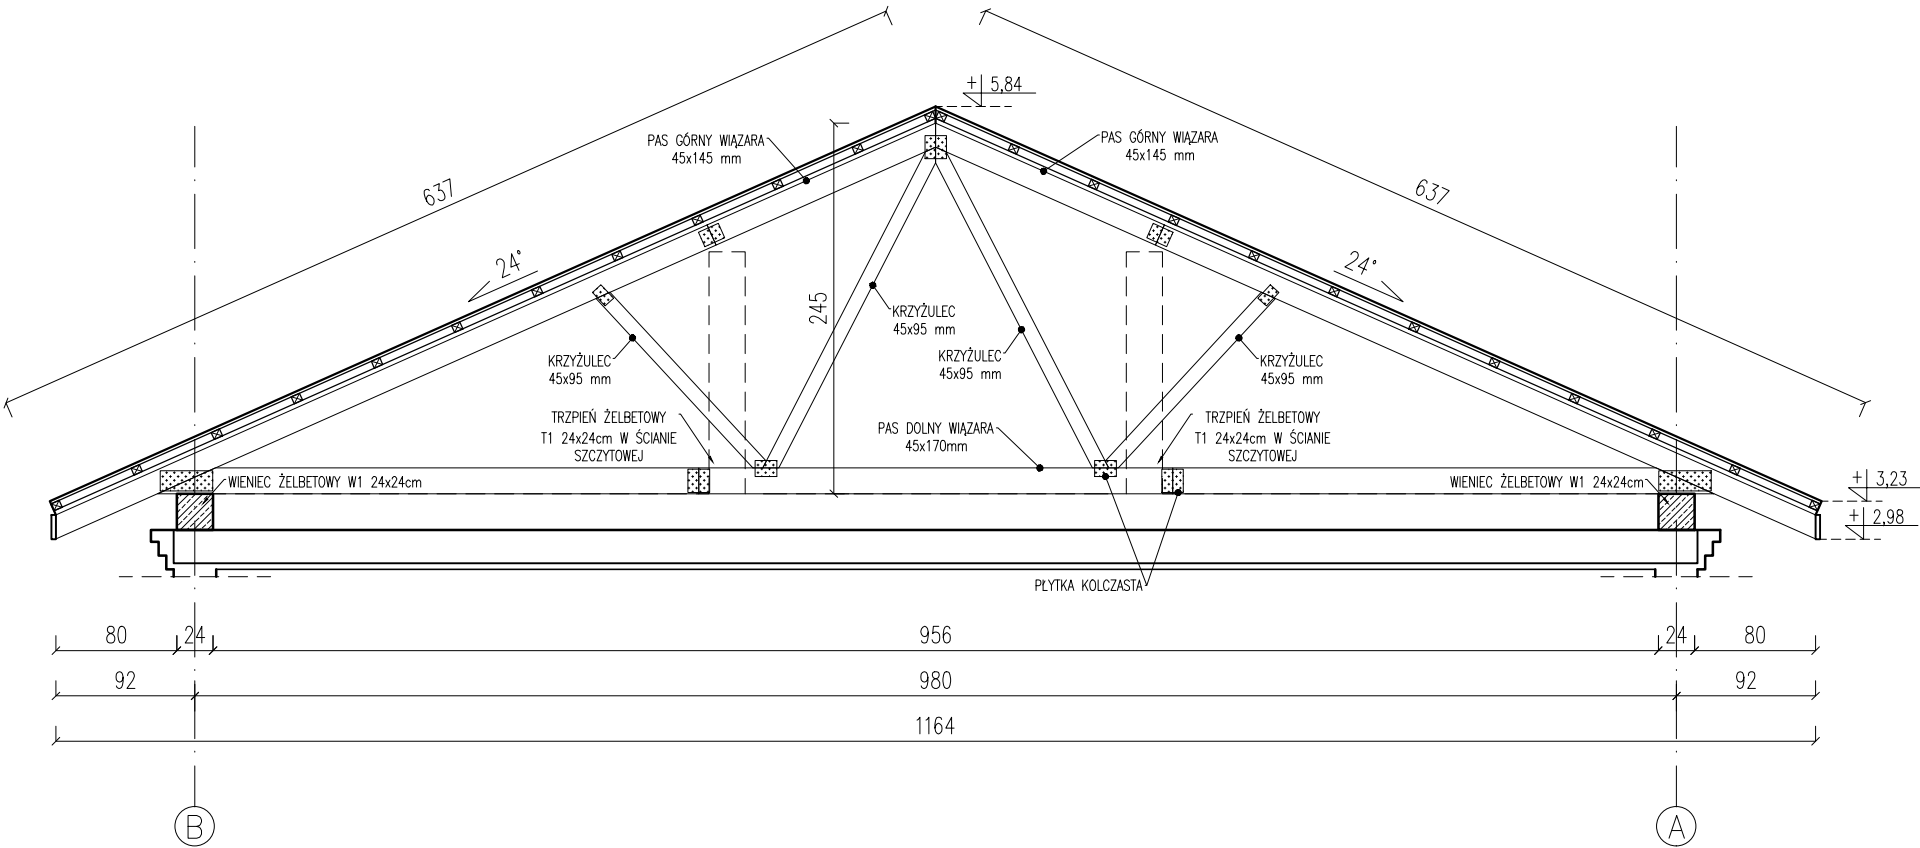 + 5,84
PAS GÓRNY WIĄZARA
45x145 mm
PAS GÓRNY WIĄZARA
45x145 mm
637
637
24°
24°
245
KRZYŻULEC
45x95 mm
KRZYŻULEC
45x95 mm
KRZYŻULEC
45x95 mm
KRZYŻULEC
45x95 mm
TRZPIEŃ ŻELBETOWY
T1 24x24cm W ŚCIANIE
SZCZYTOWEJ
PAS DOLNY WIĄZARA
45x170mm
TRZPIEŃ ŻELBETOWY
T1 24x24cm W ŚCIANIE
SZCZYTOWEJ
WIENIEC ŻELBETOWY W1 24x24cm
WIENIEC ŻELBETOWY W1 24x24cm
+ 3,23
+ 2,98
PŁYTKA KOLCZASTA
80 24 956 24 80
92 980 92
1164
B A